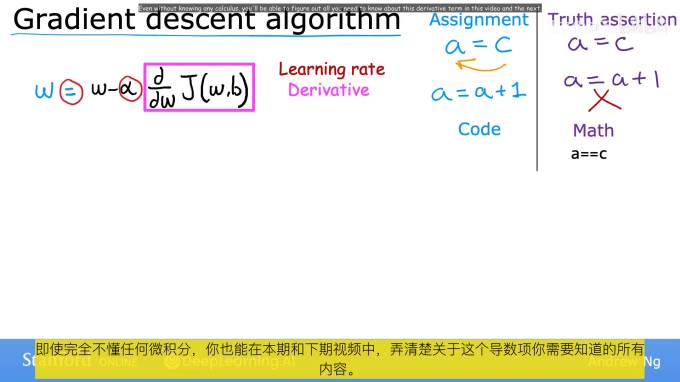 Even without knowing any calculus, you'll be able to figure out all you need to know about this derivative term in this video and the next.
Gradient descent algorithm
Assignment
Truth assertion
a = c
a = c
w = w - α d/dw J(w,b)
Learning rate
Derivative
a = a + 1
a = a + 1
Code
Math
a==c
Stanford ONLINE
DeepLearning.AI
Andrew Ng
即使完全不懂任何微积分，你也能在本期和下期视频中，弄清楚关于这个导数项你需要知道的所有
内容。